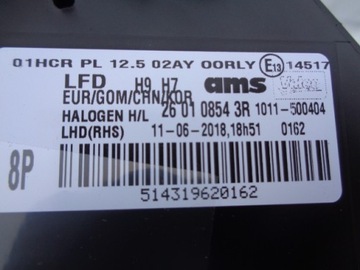 01HCR PL 12.5 02AY 00RLY E13 14517
LFD H9 H7 ams
EUR/GOM/CHN/KOR
26 01 0854 3R 1011-500404
HALOGEN H/L
LHD(RHS) 11-06-2018,18h51 0162
8P
514319620162